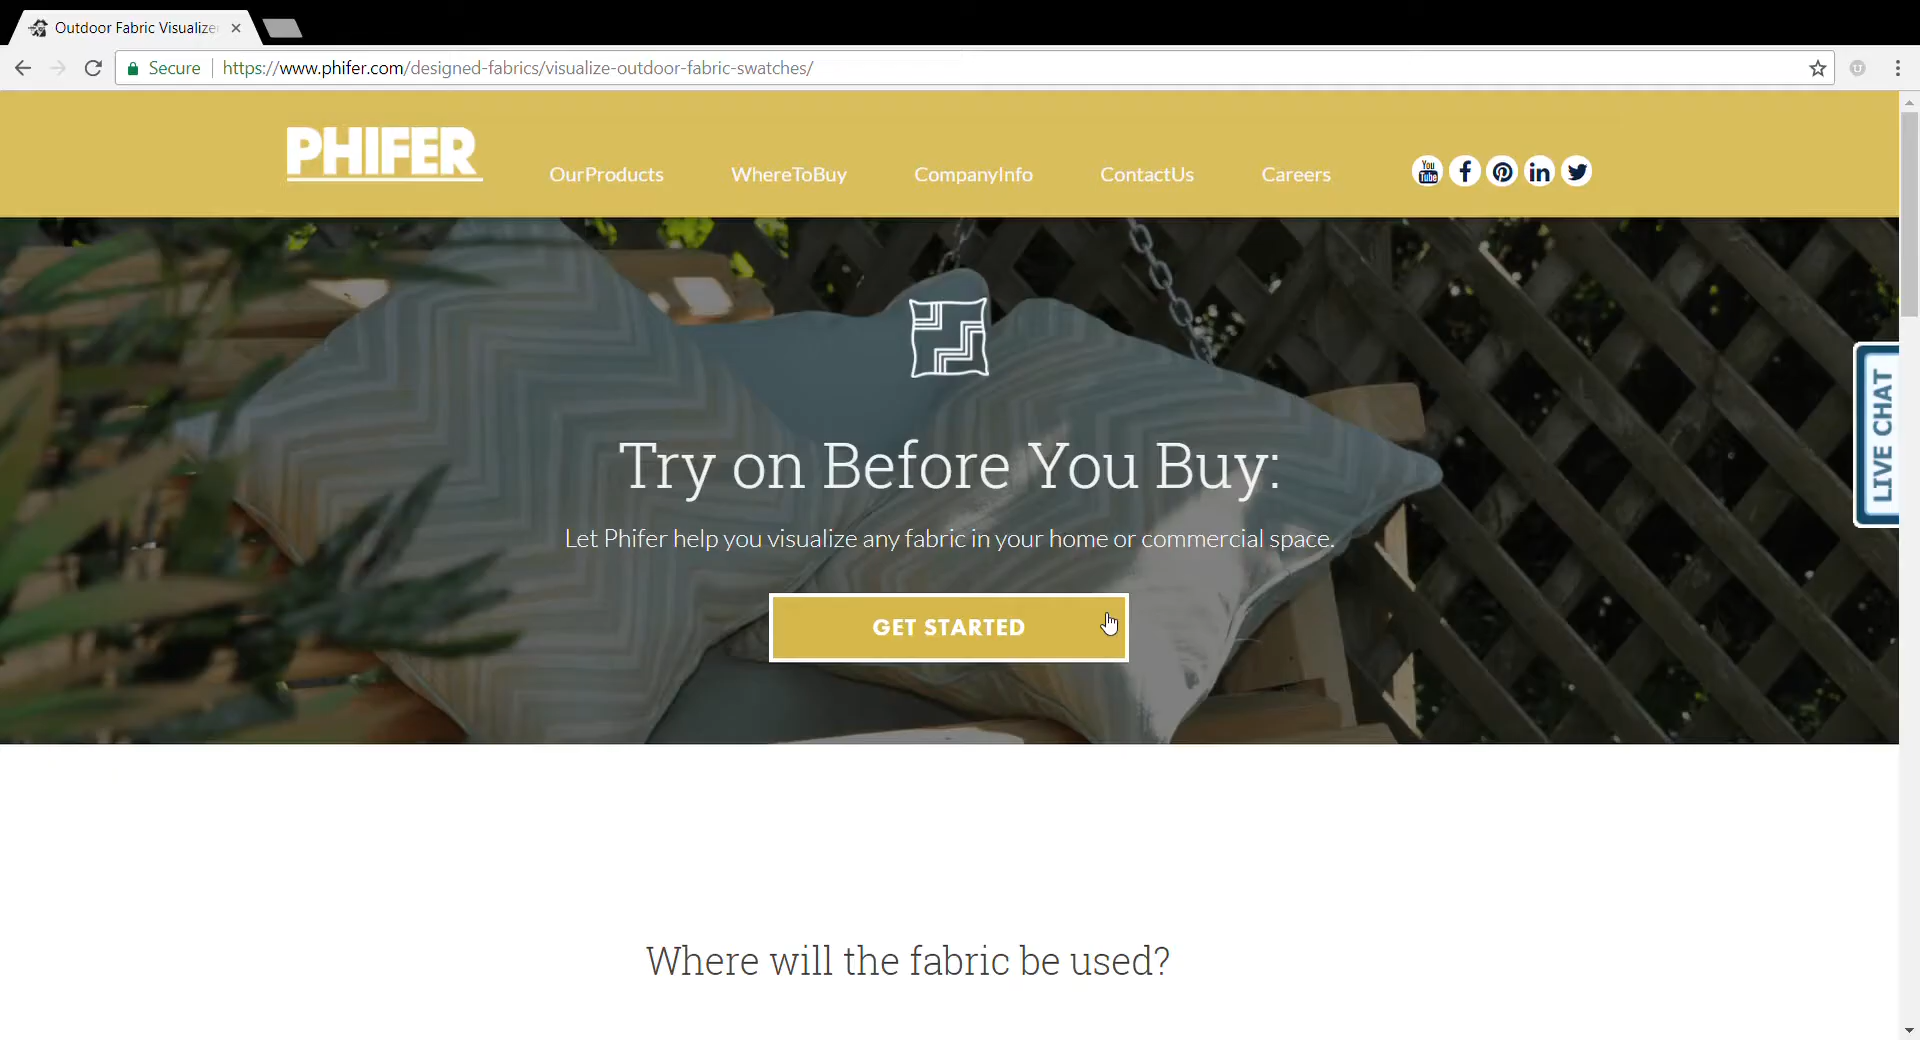 Outdoor Fabric Visualize
Secure
https://www.phifer.com/designed-fabrics/visualize-outdoor-fabric-swatches/
PHIFER
OurProducts
WhereToBuy
CompanyInfo
ContactUs
Careers
You Tube
LIVE CHAT
Try on Before You Buy:
Let Phifer help you visualize any fabric in your home or commercial space.
GET STARTED
Where will the fabric be used?